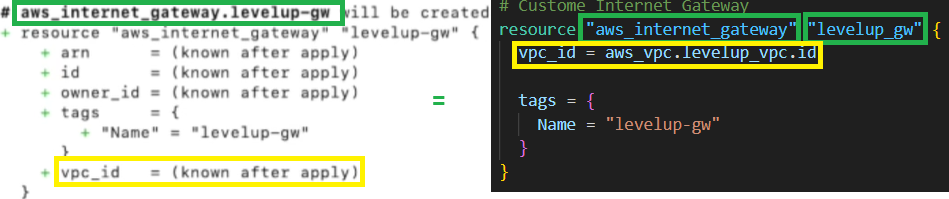 # aws_internet_gateway.levelup-gw will be created
+ resource "aws_internet_gateway" "levelup-gw" {
+ arn = (known after apply)
+ id = (known after apply)
+ owner_id = (known after apply)
+ tags = {
+ "Name" = "levelup-gw"
}
+ vpc_id = (known after apply)
}
=
# Custome Internet Gateway
resource "aws_internet_gateway" "levelup_gw" {
vpc_id = aws_vpc.levelup_vpc.id
tags = {
Name = "levelup-gw"
}
}